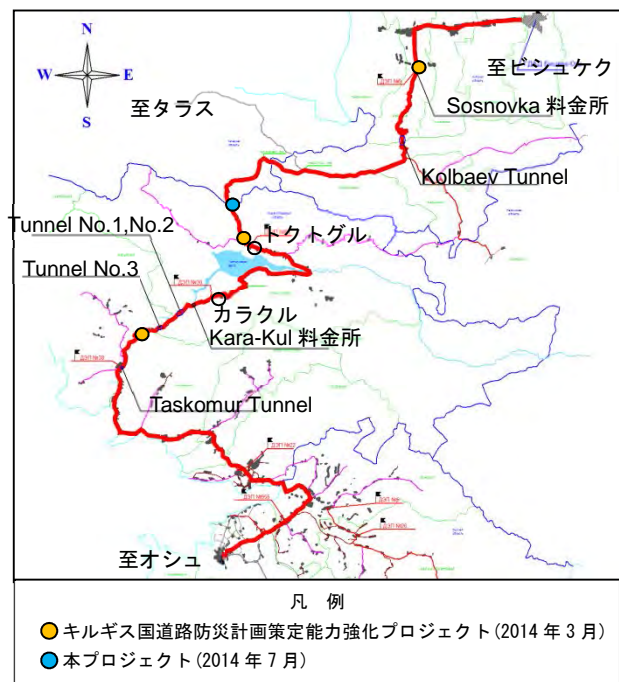 N
W E
S
至ビシュケク
Sosnovka 料金所
至タラス
Kolbaev Tunnel
Tunnel No.1,No.2
トクトグル
Tunnel No.3
カラクル
Kara-Kul 料金所
Taskomur Tunnel
至オシュ
凡 例
キルギス国道路防災計画策定能力強化プロジェクト(2014 年 3 月)
本プロジェクト(2014 年 7 月)